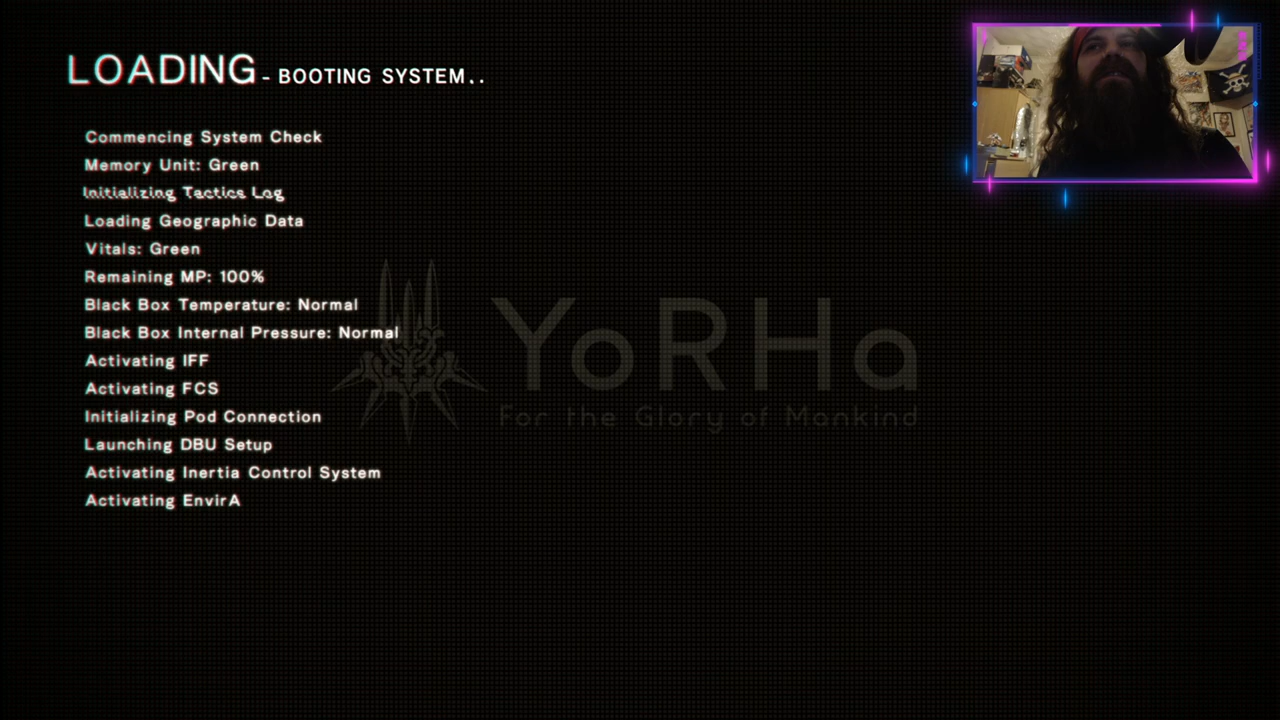 LOADING - BOOTING SYSTEM..
Commencing System Check
Memory Unit: Green
Initializing Tactics Log
Loading Geographic Data
Vitals: Green
Remaining MP: 100%
Black Box Temperature: Normal
Black Box Internal Pressure: Normal
Activating IFF
Activating FCS
Initializing Pod Connection
Launching DBU Setup
Activating Inertia Control System
Activating EnvirA
YoRHa
For the Glory of Mankind